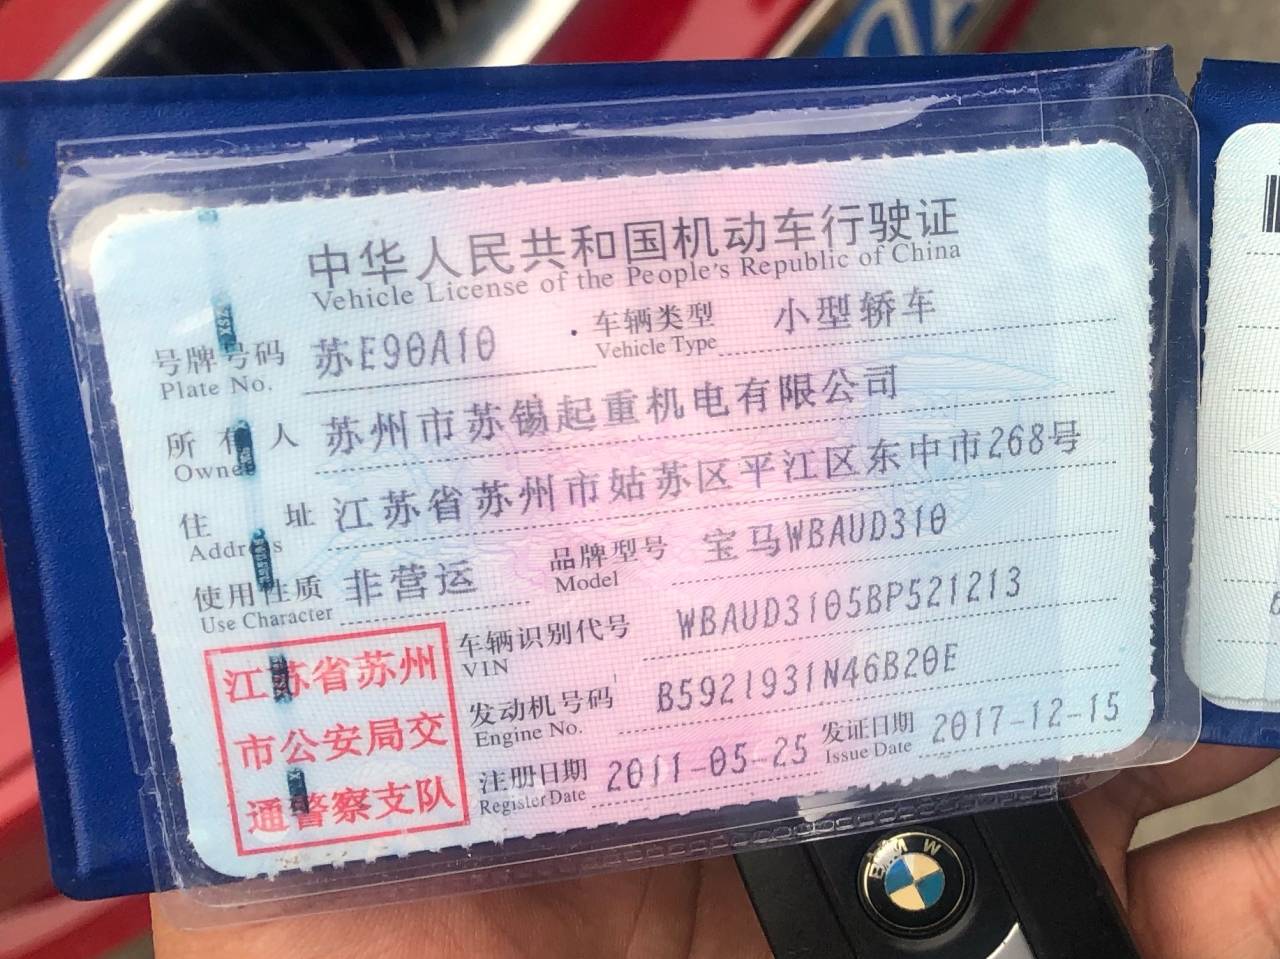 中华人民共和国机动车行驶证
Vehicle License of the People's Republic of China
号牌号码 苏E90A10 车辆类型 小型轿车
Plate No. Vehicle Type
所有人 苏州市苏锡起重机电有限公司
Owner
住址 江苏省苏州市姑苏区平江区东中市268号
Address
使用性质 非营运 品牌型号 宝马WBAUD310
Use Character Model
车辆识别代号 WBAUD3105BP521213
VIN
发动机号码 B5921931N46B20E
Engine No.
注册日期 2011-05-25 发证日期 2017-12-15
Register Date Issue Date
江苏省苏州
市公安局交
通警察支队
BMW